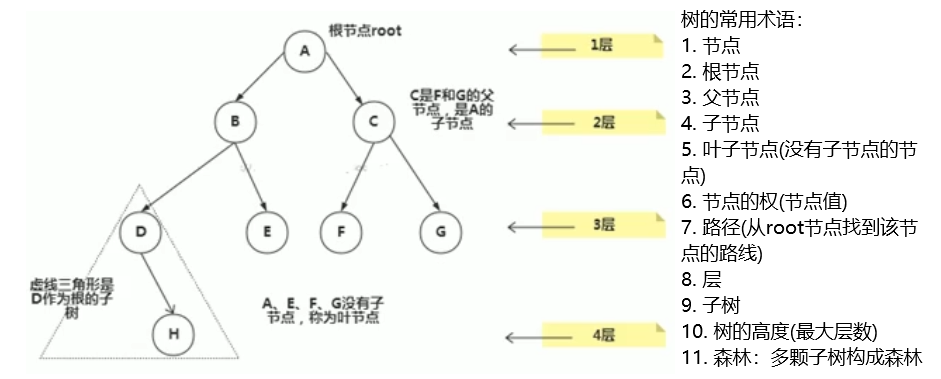 根节点root
A
1层
C是F和G的父
节点，是A的
子节点
B
C
2层
D
E
F
G
3层
虚线三角形是
D作为根的子
树
A、E、F、G没有子
节点，称为叶节点
H
4层
树的常用术语：
1. 节点
2. 根节点
3. 父节点
4. 子节点
5. 叶子节点(没有子节点的节
点)
6. 节点的权(节点值)
7. 路径(从root节点找到该节
点的路线)
8. 层
9. 子树
10. 树的高度(最大层数)
11. 森林：多颗子树构成森林